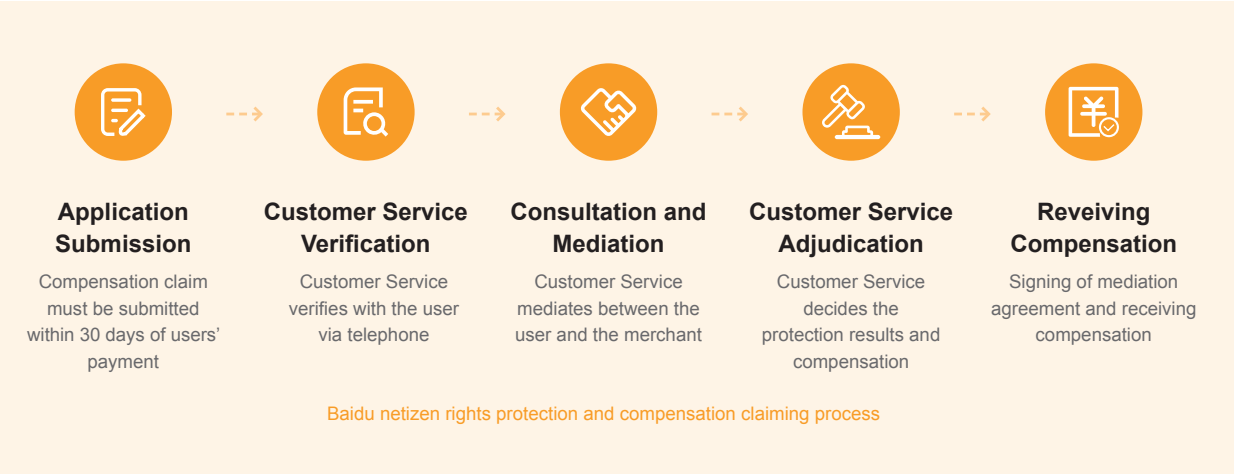 Application
Submission
Compensation claim
must be submitted
within 30 days of users’
payment
Customer Service
Verification
Customer Service
verifies with the user
via telephone
Consultation and
Mediation
Customer Service
mediates between the
user and the merchant
Customer Service
Adjudication
Customer Service
decides the
protection results and
compensation
Reveiving
Compensation
Signing of mediation
agreement and receiving
compensation
Baidu netizen rights protection and compensation claiming process